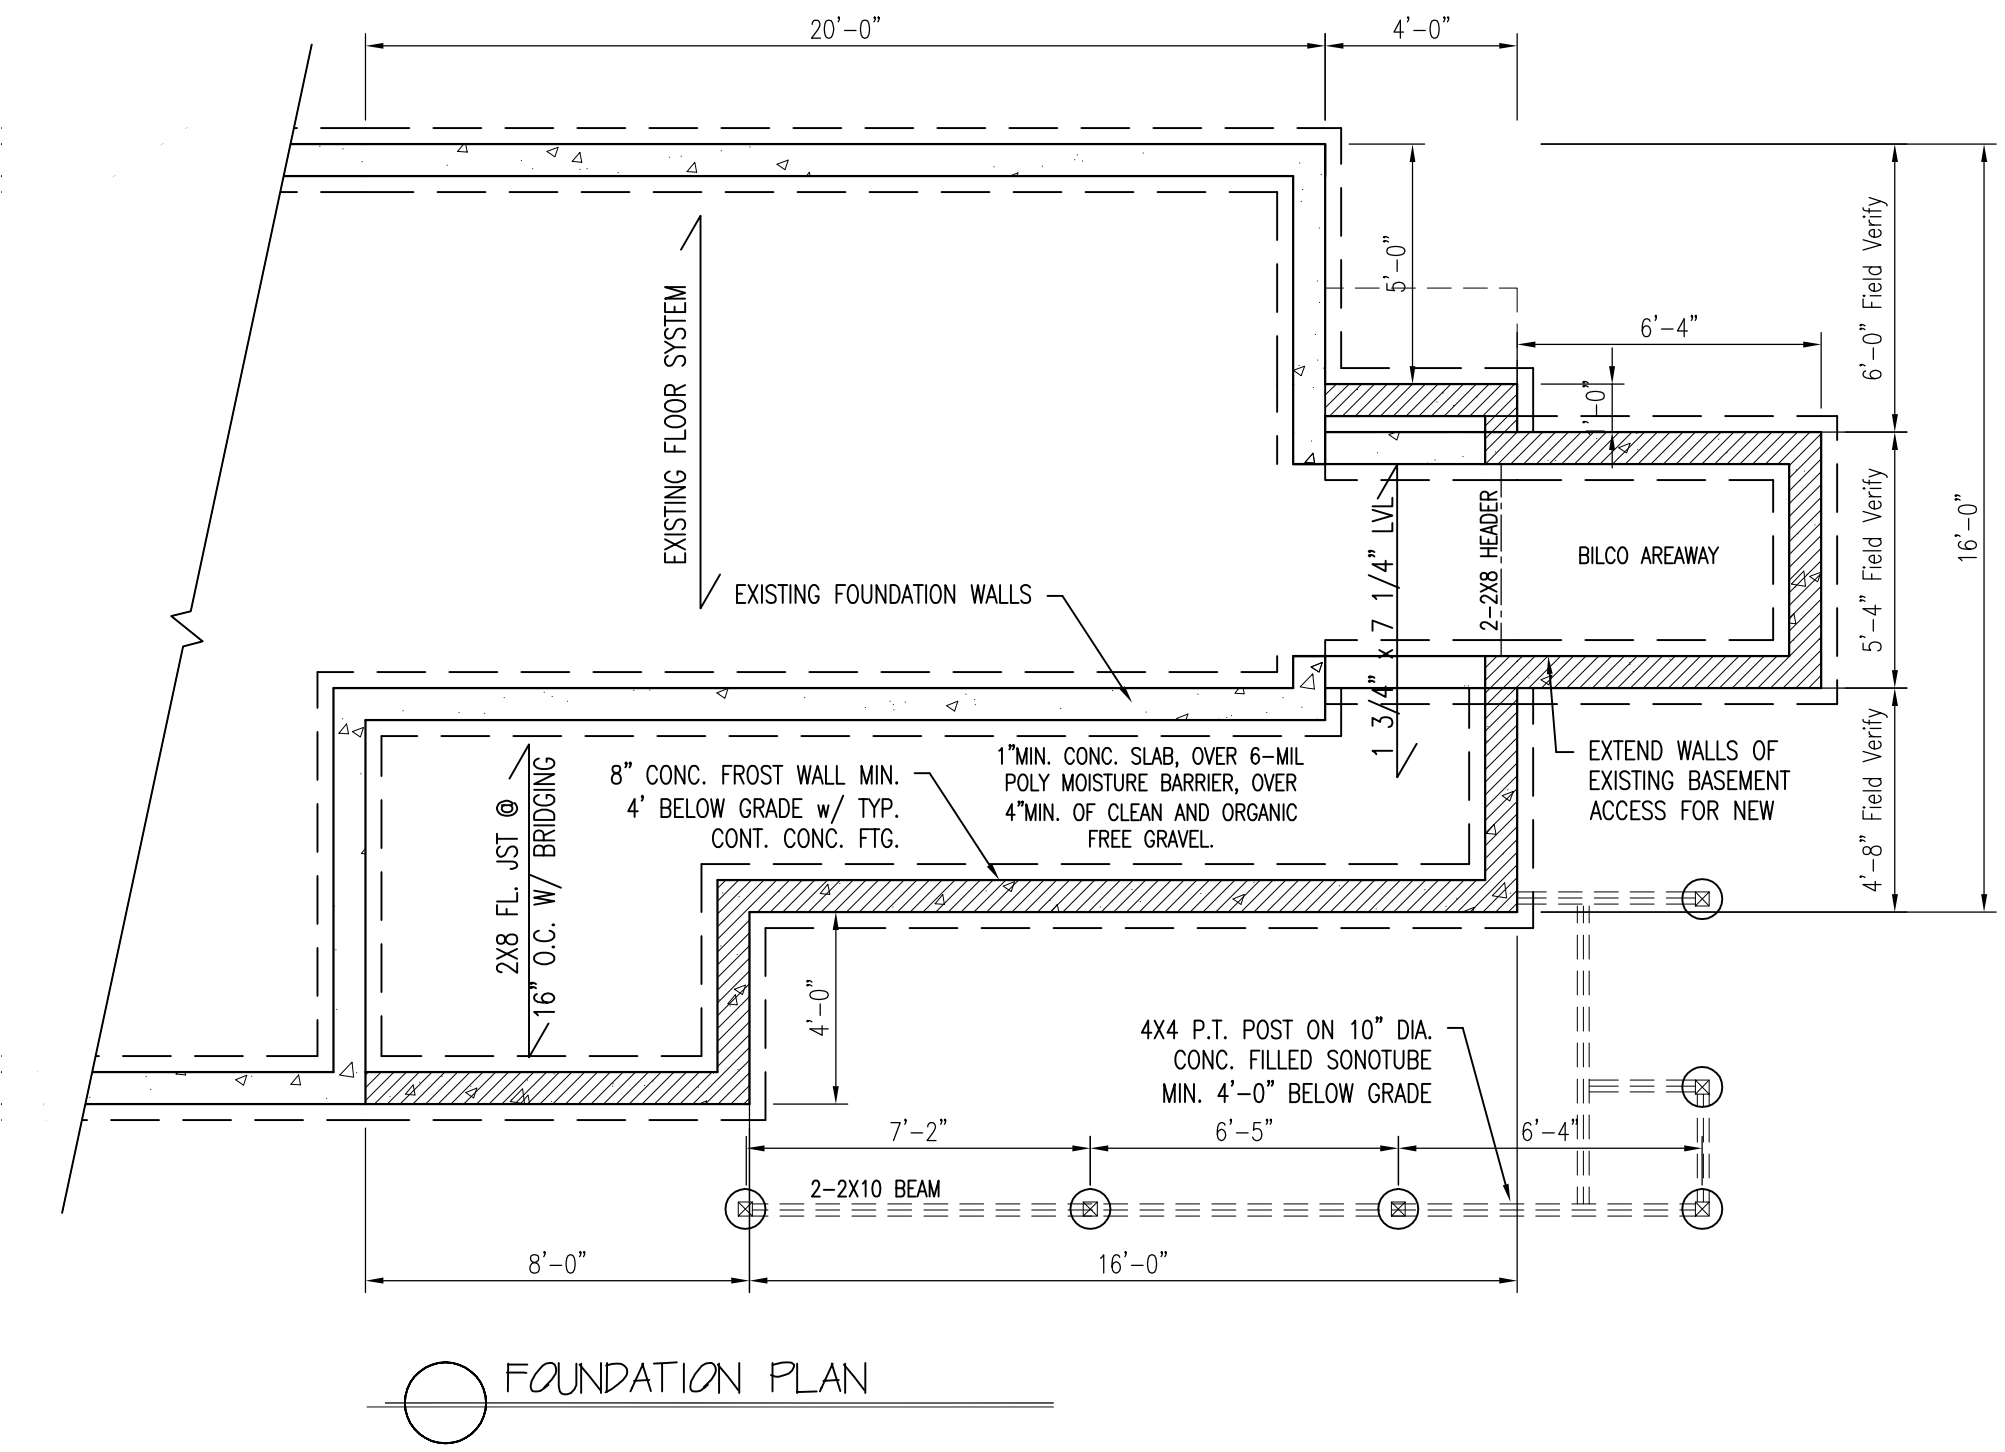 20'-0"
4'-0"
5'-0"
6'-0" Field Verify
6'-4"
1'-0"
EXISTING FLOOR SYSTEM
EXISTING FOUNDATION WALLS
1 3/4" x 7 1/4" LVL
2-2X8 HEADER
BILCO AREAWAY
5'-4" Field Verify
16'-0"
8" CONC. FROST WALL MIN.
4' BELOW GRADE w/ TYP.
CONT. CONC. FTG.
1"MIN. CONC. SLAB, OVER 6-MIL
POLY MOISTURE BARRIER, OVER
4"MIN. OF CLEAN AND ORGANIC
FREE GRAVEL.
EXTEND WALLS OF
EXISTING BASEMENT
ACCESS FOR NEW
4'-8" Field Verify
2X8 FL. JST @
16" O.C. W/ BRIDGING
4'-0"
4X4 P.T. POST ON 10" DIA.
CONC. FILLED SONOTUBE
MIN. 4'-0" BELOW GRADE
7'-2"
6'-5"
6'-4"
2-2X10 BEAM
8'-0"
16'-0"
FOUNDATION PLAN